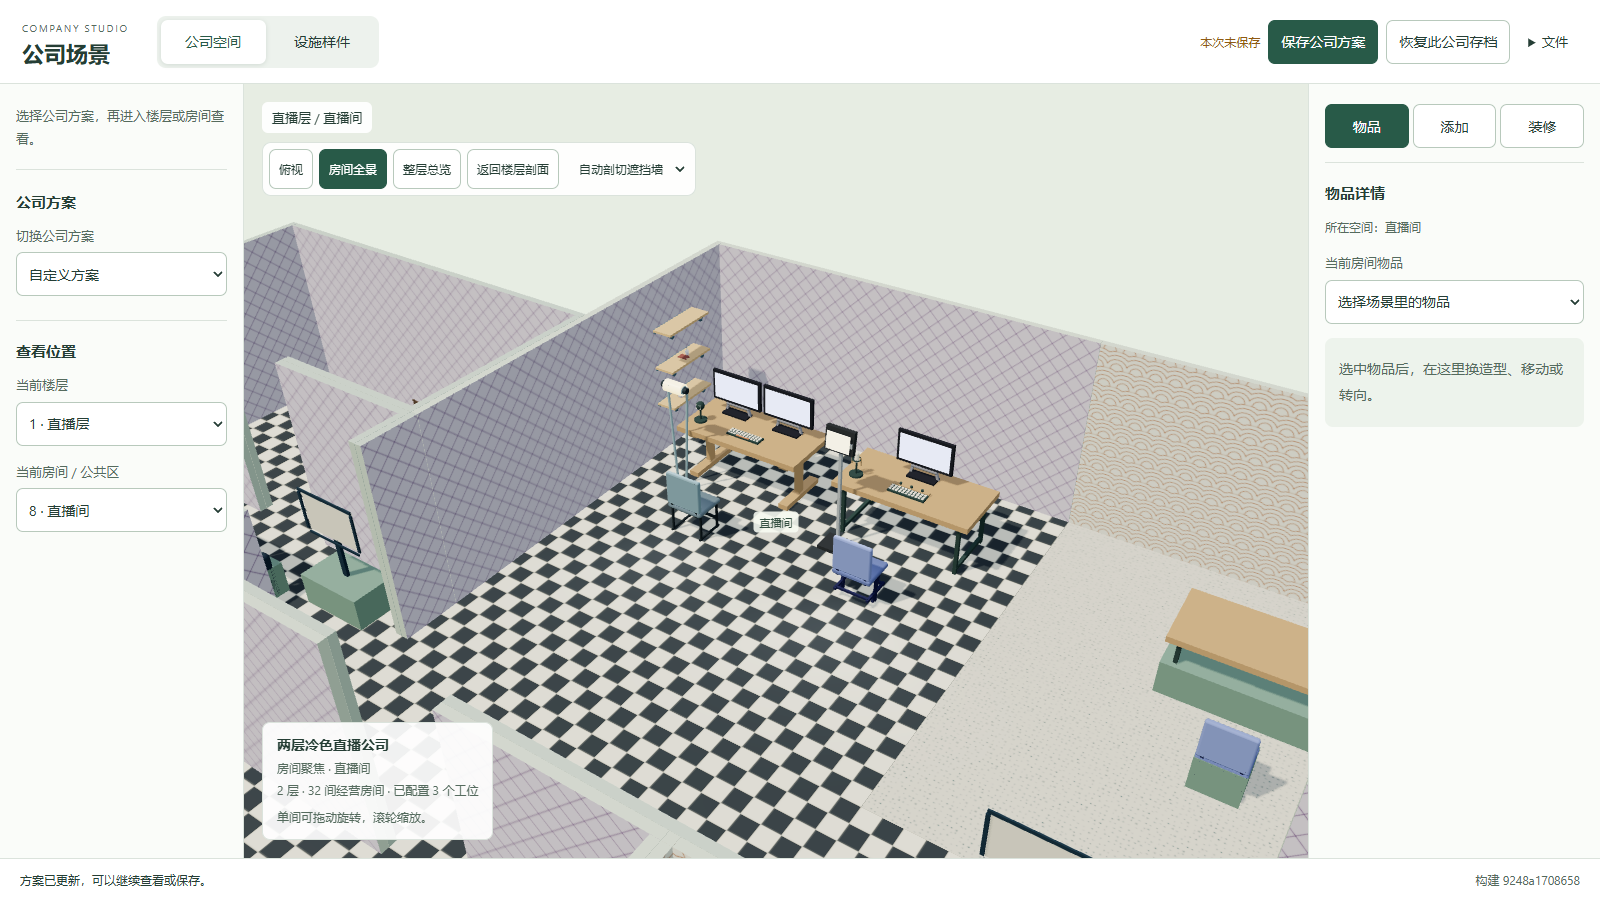 COMPANY STUDIO
公司场景
公司空间
设施样件
本次未保存
保存公司方案
恢复此公司存档
▶ 文件
选择公司方案，再进入楼层或房间查看。
公司方案
切换公司方案
自定义方案
查看位置
当前楼层
1 · 直播层
当前房间 / 公共区
8 · 直播间
直播层 / 直播间
俯视
房间全景
整层总览
返回楼层剖面
自动剖切遮挡墙
直播间
两层冷色直播公司
房间聚焦 · 直播间
2 层 · 32 间经营房间 · 已配置 3 个工位
单间可拖动旋转，滚轮缩放。
物品
添加
装修
物品详情
所在空间：直播间
当前房间物品
选择场景里的物品
选中物品后，在这里换造型、移动或转向。
方案已更新，可以继续查看或保存。
构建 9248a1708658